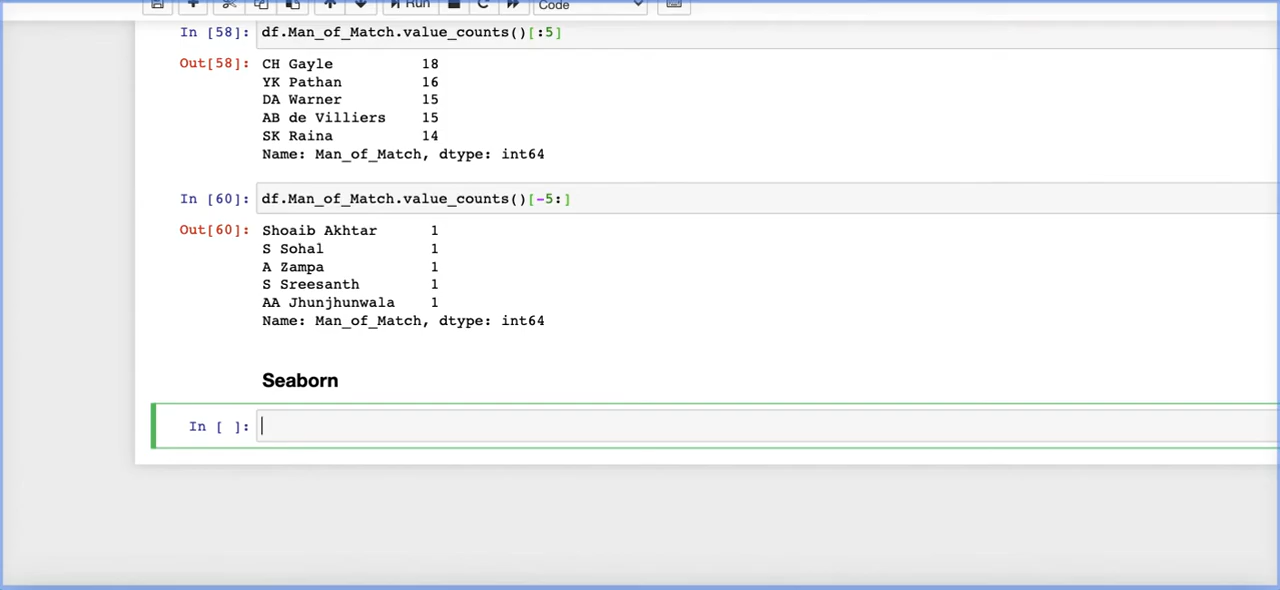 Run Code
In [58]: df.Man_of_Match.value_counts()[:5]
Out[58]: CH Gayle 18
YK Pathan 16
DA Warner 15
AB de Villiers 15
SK Raina 14
Name: Man_of_Match, dtype: int64
In [60]: df.Man_of_Match.value_counts()[-5:]
Out[60]: Shoaib Akhtar 1
S Sohal 1
A Zampa 1
S Sreesanth 1
AA Jhunjhunwala 1
Name: Man_of_Match, dtype: int64
Seaborn
In [ ]: